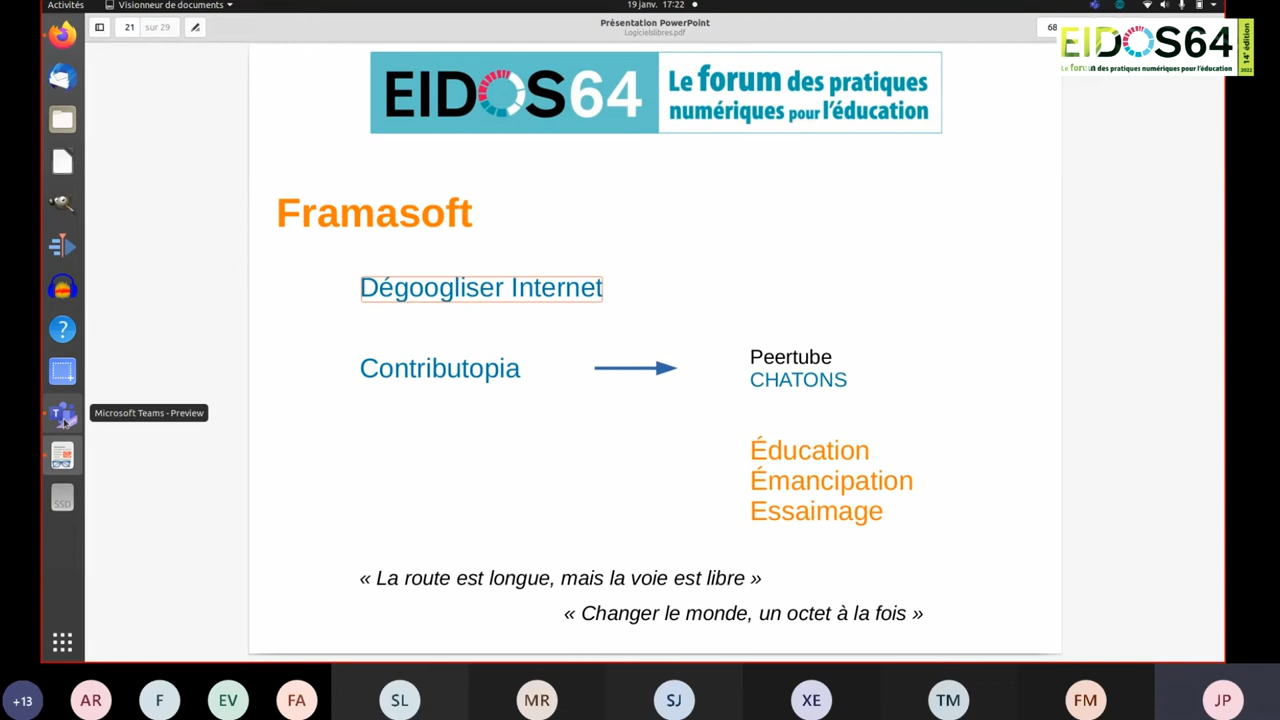 Activités
Visionneur de documents
19 janv. 17:22
21
sur 29
Présentation PowerPoint
Logicielslibres.pdf
68
EIDOS64
Le forum des pratiques numériques pour l'éducation
14e édition
2022
EIDOS64
Le forum des pratiques
numériques pour l'éducation
Framasoft
Dégoogliser Internet
Contributopia
Peertube
CHATONS
Microsoft Teams - Preview
Éducation
Émancipation
Essaimage
SSD
« La route est longue, mais la voie est libre »
« Changer le monde, un octet à la fois »
+13
AR
F
EV
FA
SL
MR
SJ
XE
TM
FM
JP